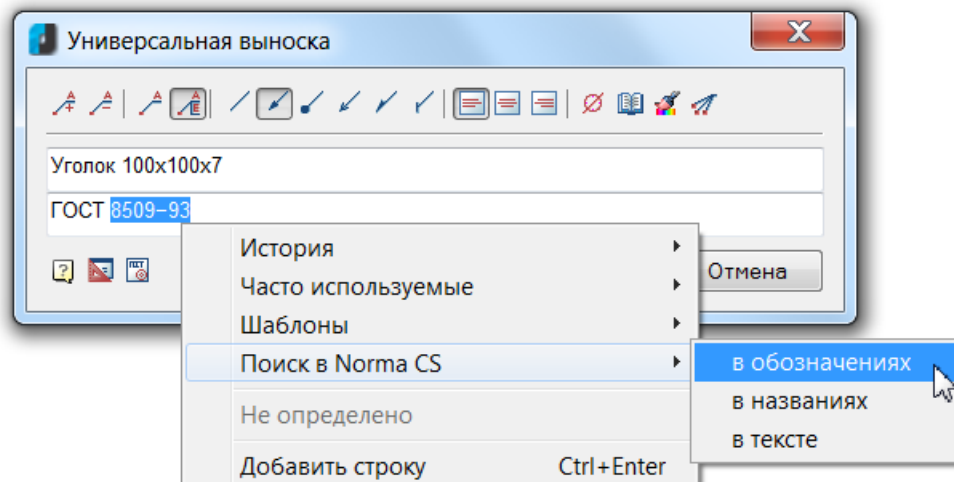 Универсальная выноска
Уголок 100x100x7
ГОСТ 8509-93
История
Часто используемые
Отмена
Шаблоны
Поиск в Norma CS
в обозначениях
в названиях
Не определено
в тексте
Добавить строку Ctrl+Enter